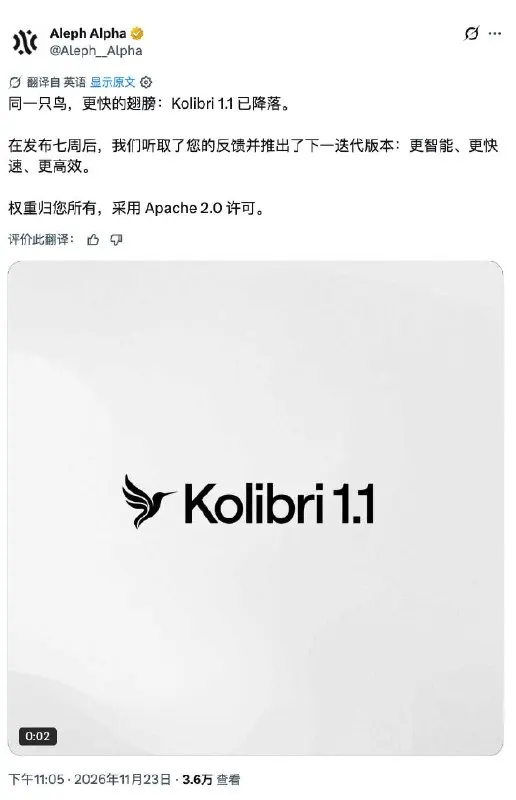 Aleph Alpha
@Aleph__Alpha
翻译自 英语 显示原文
同一只鸟，更快的翅膀：Kolibri 1.1 已降落。
在发布七周后，我们听取了您的反馈并推出了下一迭代版本：更智能、更快
速、更高效。
权重归您所有，采用 Apache 2.0 许可。
评价此翻译：
Kolibri 1.1
0:02
下午11:05 · 2026年11月23日 · 3.6万 查看